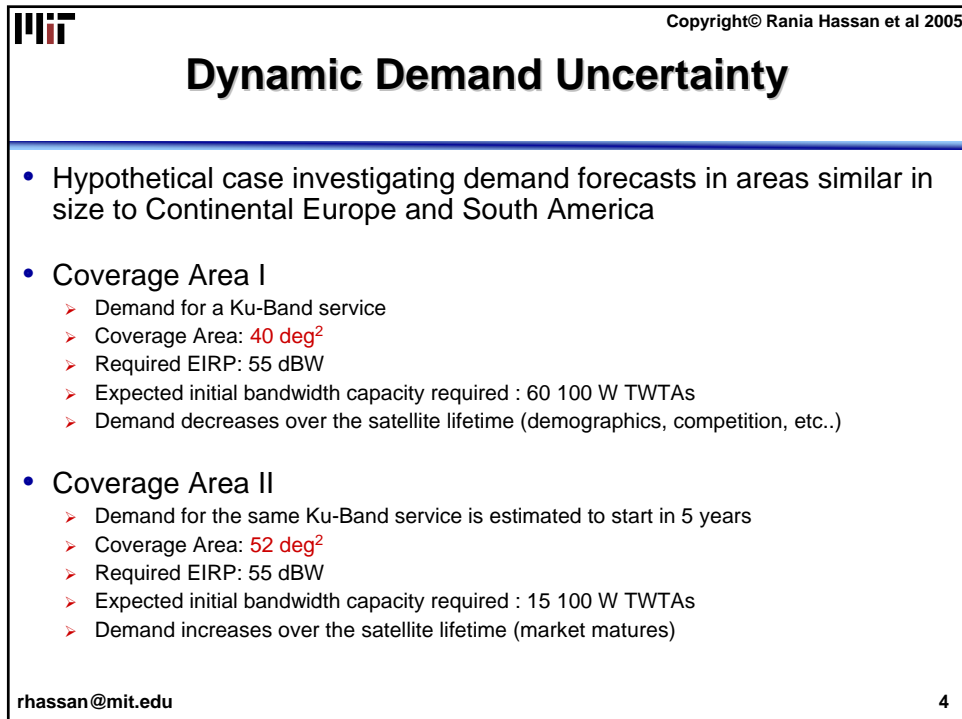 MIT
Copyright© Rania Hassan et al 2005
Dynamic Demand Uncertainty
• Hypothetical case investigating demand forecasts in areas similar in
size to Continental Europe and South America
• Coverage Area I
➢ Demand for a Ku-Band service
➢ Coverage Area: 40 deg²
➢ Required EIRP: 55 dBW
➢ Expected initial bandwidth capacity required : 60 100 W TWTAs
➢ Demand decreases over the satellite lifetime (demographics, competition, etc..)
• Coverage Area II
➢ Demand for the same Ku-Band service is estimated to start in 5 years
➢ Coverage Area: 52 deg²
➢ Required EIRP: 55 dBW
➢ Expected initial bandwidth capacity required : 15 100 W TWTAs
➢ Demand increases over the satellite lifetime (market matures)
rhassan@mit.edu
4